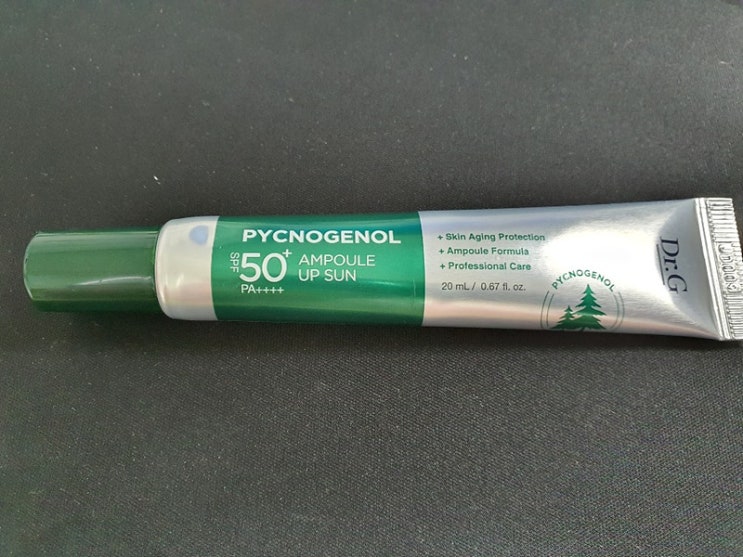 PYCNOGENOL
SPF 50+ AMPOULE
PA++++ UP SUN
+ Skin Aging Protection
+ Ampoule Formula
+ Professional Care
20 mL / 0.67 fl. oz.
PYCNOGENOL
Dr.G